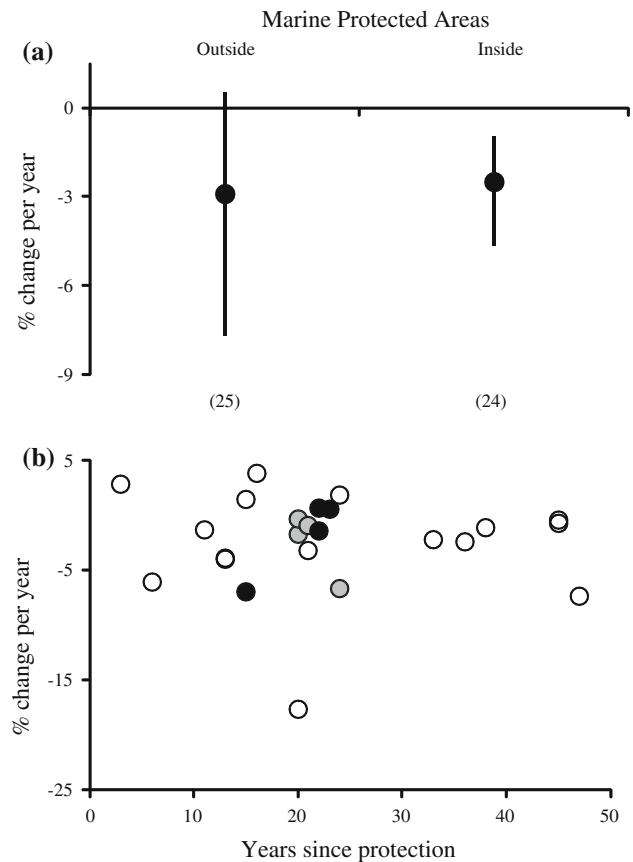 Marine Protected Areas
(a) Outside Inside
0
-3
-6
-9
% change per year
(25) (24)
(b)
5
-5
-15
-25
% change per year
0 10 20 30 40 50
Years since protection